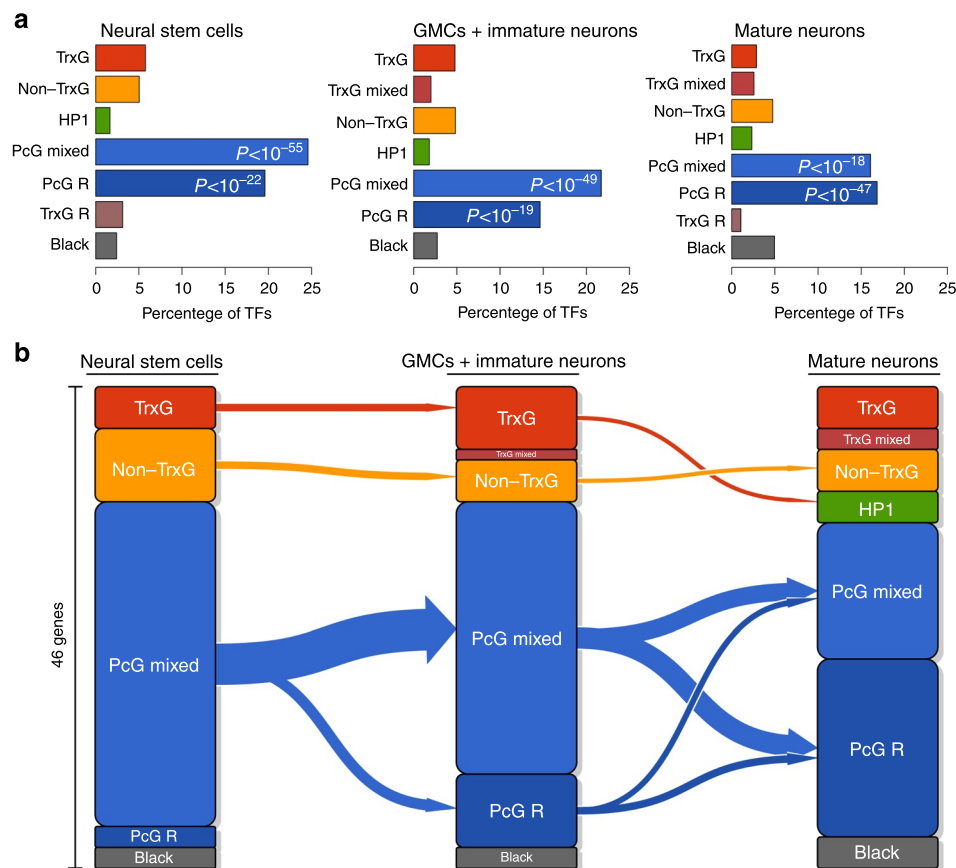 a
Neural stem cells
TrxG
Non–TrxG
HP1
PcG mixed
P<10–55
PcG R
P<10–22
TrxG R
Black
0 5 10 15 20 25
Percentege of TFs
GMCs + immature neurons
TrxG
TrxG mixed
Non–TrxG
HP1
PcG mixed
P<10–49
PcG R
P<10–19
Black
0 5 10 15 20 25
Percentege of TFs
Mature neurons
TrxG
TrxG mixed
Non–TrxG
HP1
PcG mixed
P<10–18
PcG R
P<10–47
TrxG R
Black
0 5 10 15 20 25
Percentege of TFs
b
46 genes
Neural stem cells
TrxG
Non–TrxG
PcG mixed
PcG R
Black
GMCs + immature neurons
TrxG
TrxG mixed
Non–TrxG
PcG mixed
PcG R
Black
Mature neurons
TrxG
TrxG mixed
Non–TrxG
HP1
PcG mixed
PcG R
Black